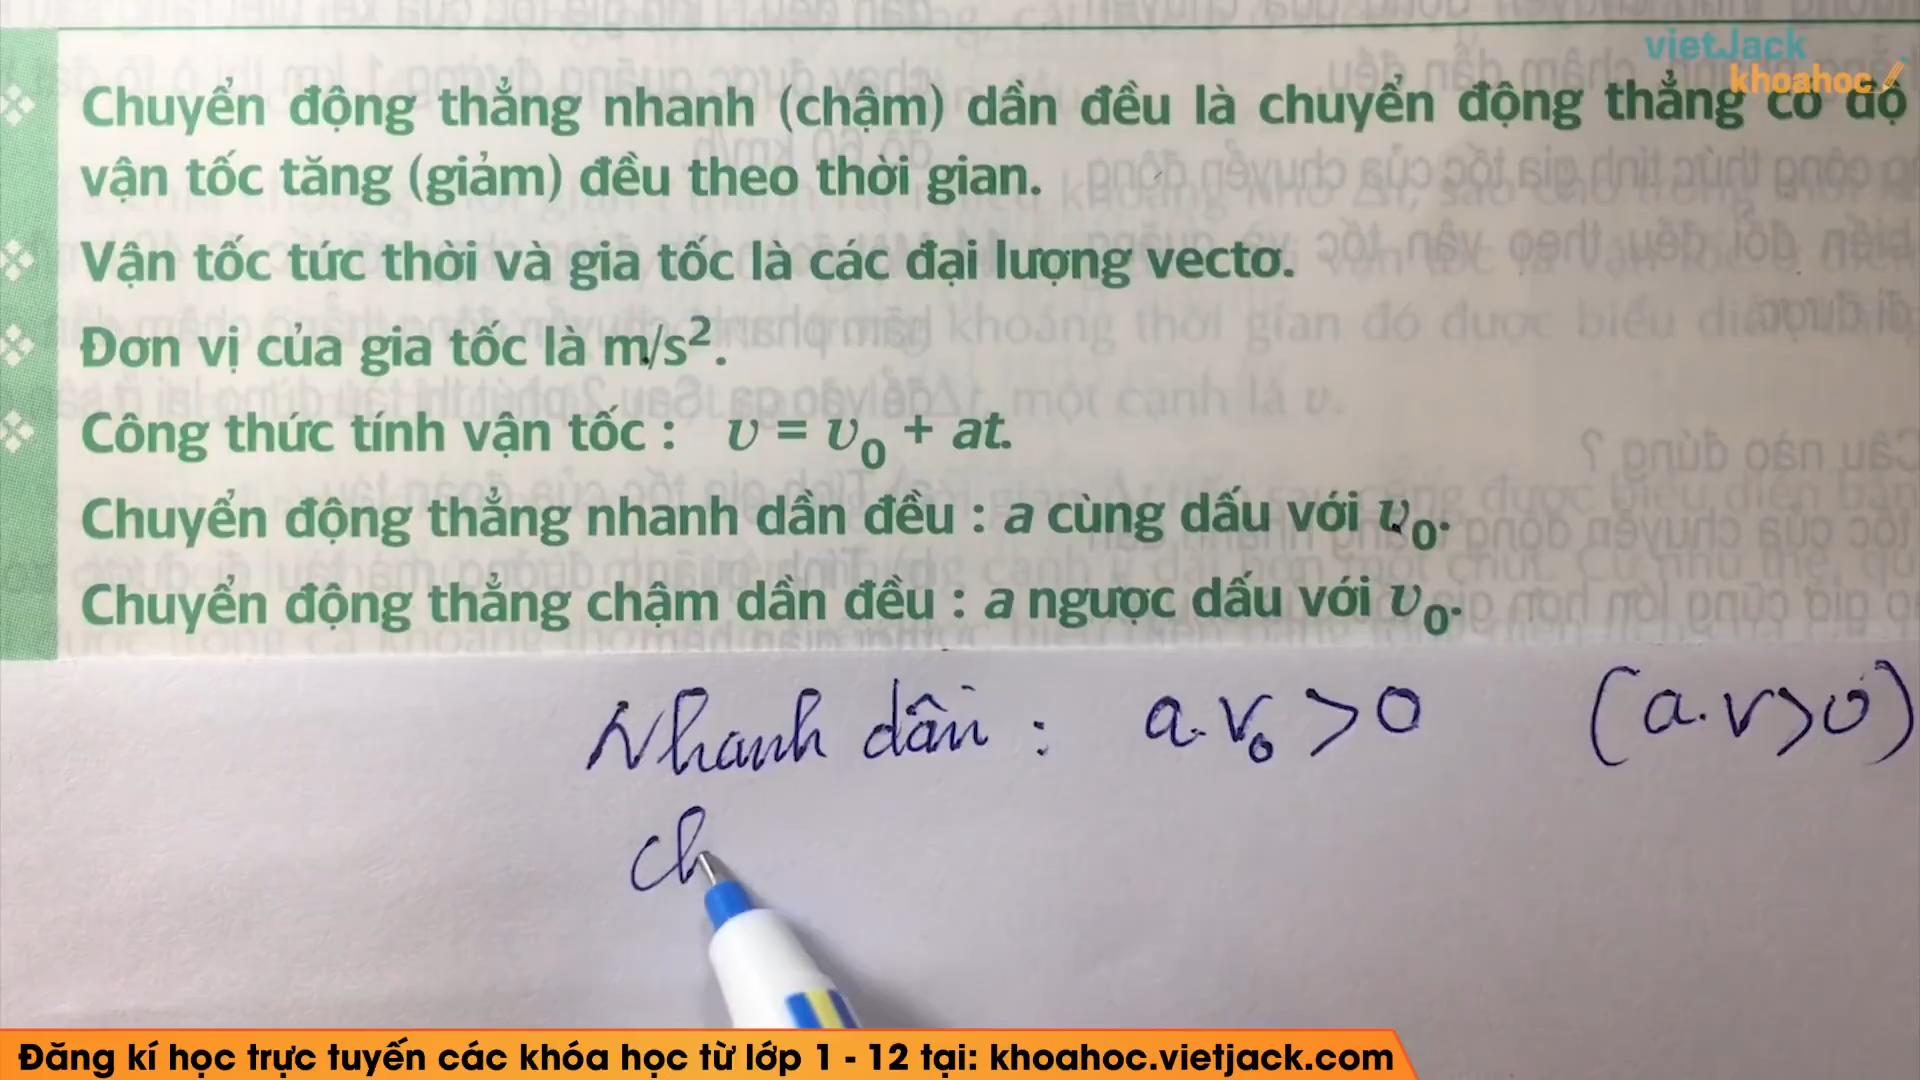 vietJack
khoahoc
Chuyển động thẳng nhanh (chậm) dần đều là chuyển động thẳng có độ
vận tốc tăng (giảm) đều theo thời gian.
Vận tốc tức thời và gia tốc là các đại lượng vectơ.
Đơn vị của gia tốc là m/s².
Công thức tính vận tốc : v = v₀ + at.
Chuyển động thẳng nhanh dần đều : a cùng dấu với v₀.
Chuyển động thẳng chậm dần đều : a ngược dấu với v₀.
Nhanh dần : a.v₀ > 0 (a.v>0)
Ch
Đăng kí học trực tuyến các khóa học từ lớp 1 - 12 tại: khoahoc.vietjack.com